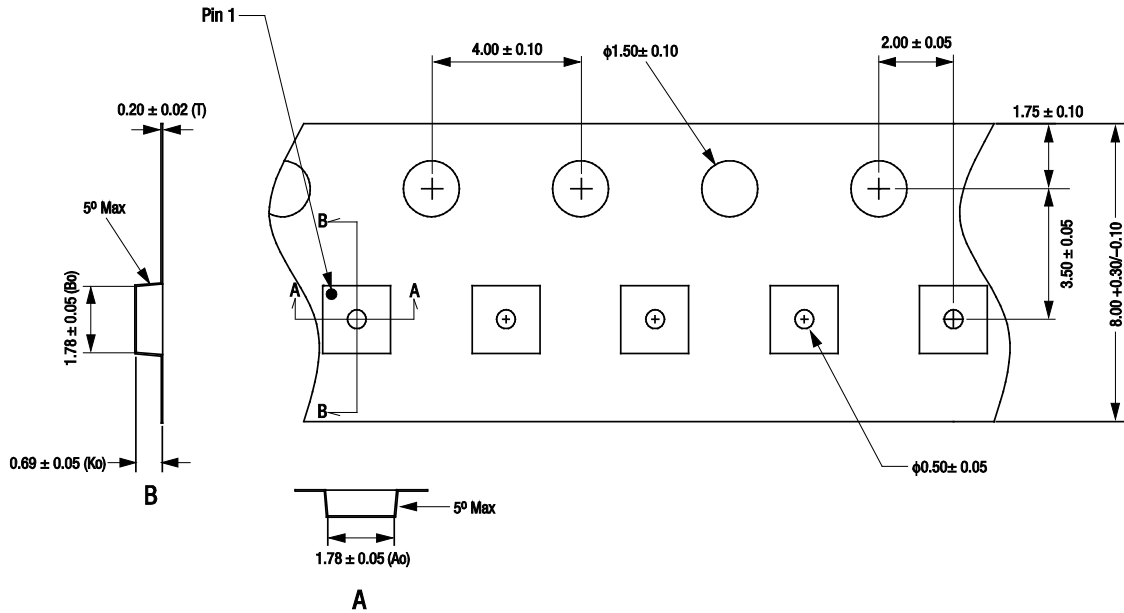 Pin 1
4.00 ± 0.10
ϕ1.50± 0.10
2.00 ± 0.05
0.20 ± 0.02 (T)
1.75 ± 0.10
5º Max
B
3.50 ± 0.05
8.00 +0.30/–0.10
A
A
1.78 ± 0.05 (Bo)
B
0.69 ± 0.05 (Ko)
ϕ0.50± 0.05
B
5º Max
1.78 ± 0.05 (Ao)
A